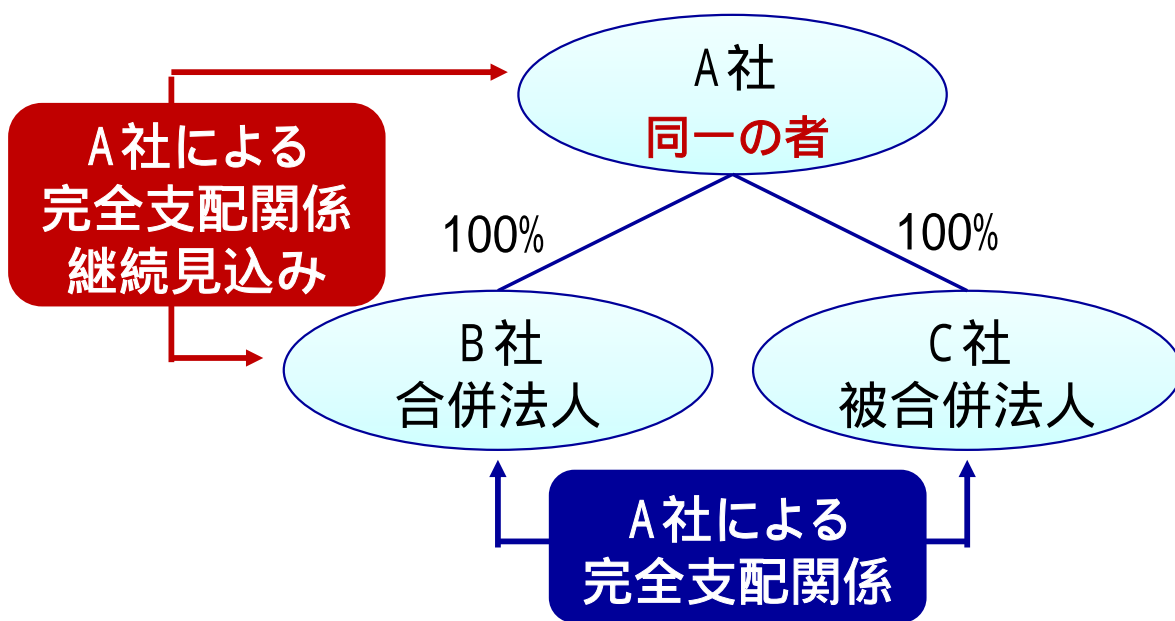 A社
同一の者
A社による
完全支配関係
継続見込み
100%
100%
B社
合併法人
C社
被合併法人
A社による
完全支配関係